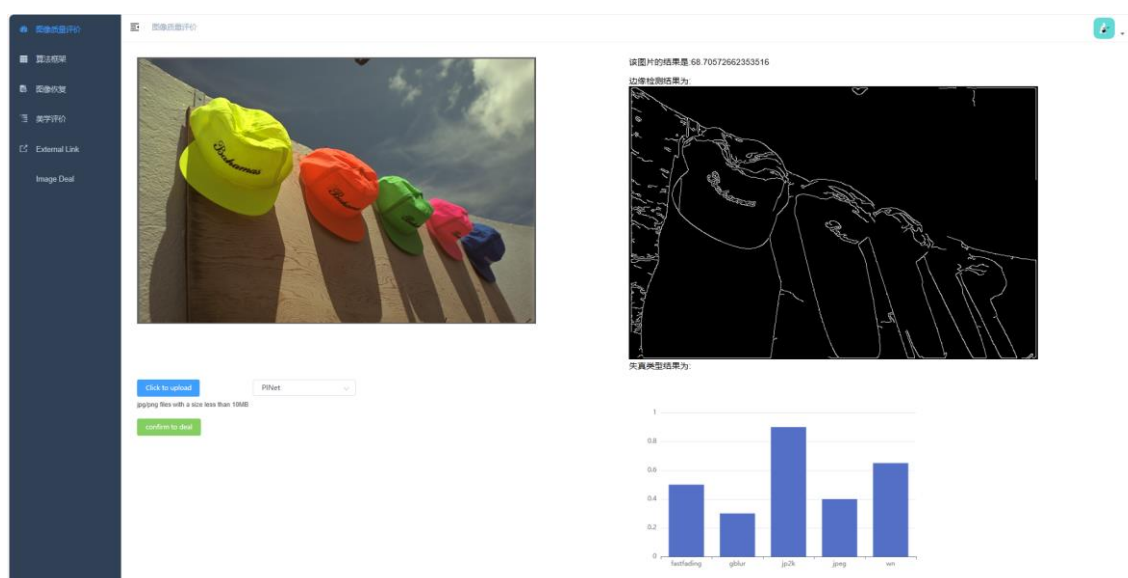 图像质量评价
算法框架
图像恢复
美学评价
External Link
Image Deal
图像质量评价
Bahamas
该图片的结果是:68.70572662353516
边缘检测结果为:
Click to upload
PINet
jpg/png files with a size less than 10MB
confirm to deal
失真类型结果为:
1
0.8
0.6
0.4
0.2
0
fastfading
gblur
jp2k
jpeg
wn